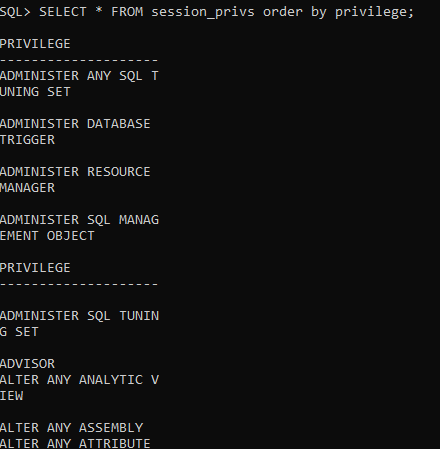 SQL> SELECT * FROM session_privs order by privilege;
PRIVILEGE
--------------------
ADMINISTER ANY SQL T
UNING SET
ADMINISTER DATABASE
TRIGGER
ADMINISTER RESOURCE
MANAGER
ADMINISTER SQL MANAG
EMENT OBJECT
PRIVILEGE
--------------------
ADMINISTER SQL TUNIN
G SET
ADVISOR
ALTER ANY ANALYTIC V
IEW
ALTER ANY ASSEMBLY
ALTER ANY ATTRIBUTE